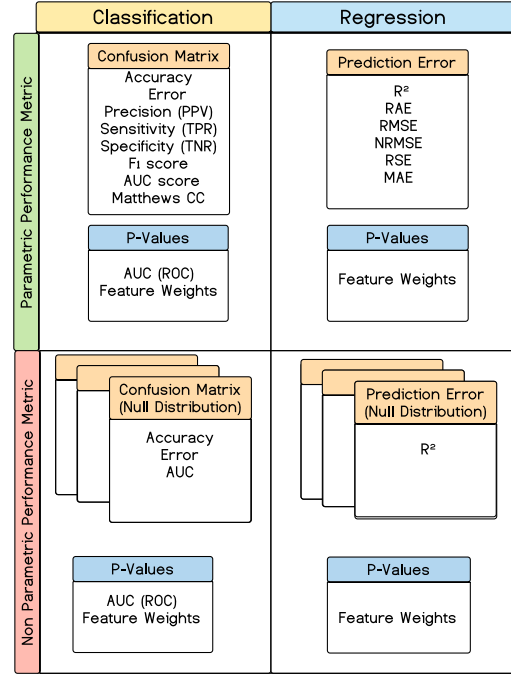 Classification
Regression
Parametric Performance Metric
Confusion Matrix
Accuracy
Error
Precision (PPV)
Sensitivity (TPR)
Specificity (TNR)
F1 score
AUC score
Matthews CC
Prediction Error
R²
RAE
RMSE
NRMSE
RSE
MAE
P-Values
AUC (ROC)
Feature Weights
P-Values
Feature Weights
Non Parametric Performance Metric
Confusion Matrix
(Null Distribution)
Accuracy
Error
AUC
Prediction Error
(Null Distribution)
R²
P-Values
AUC (ROC)
Feature Weights
P-Values
Feature Weights